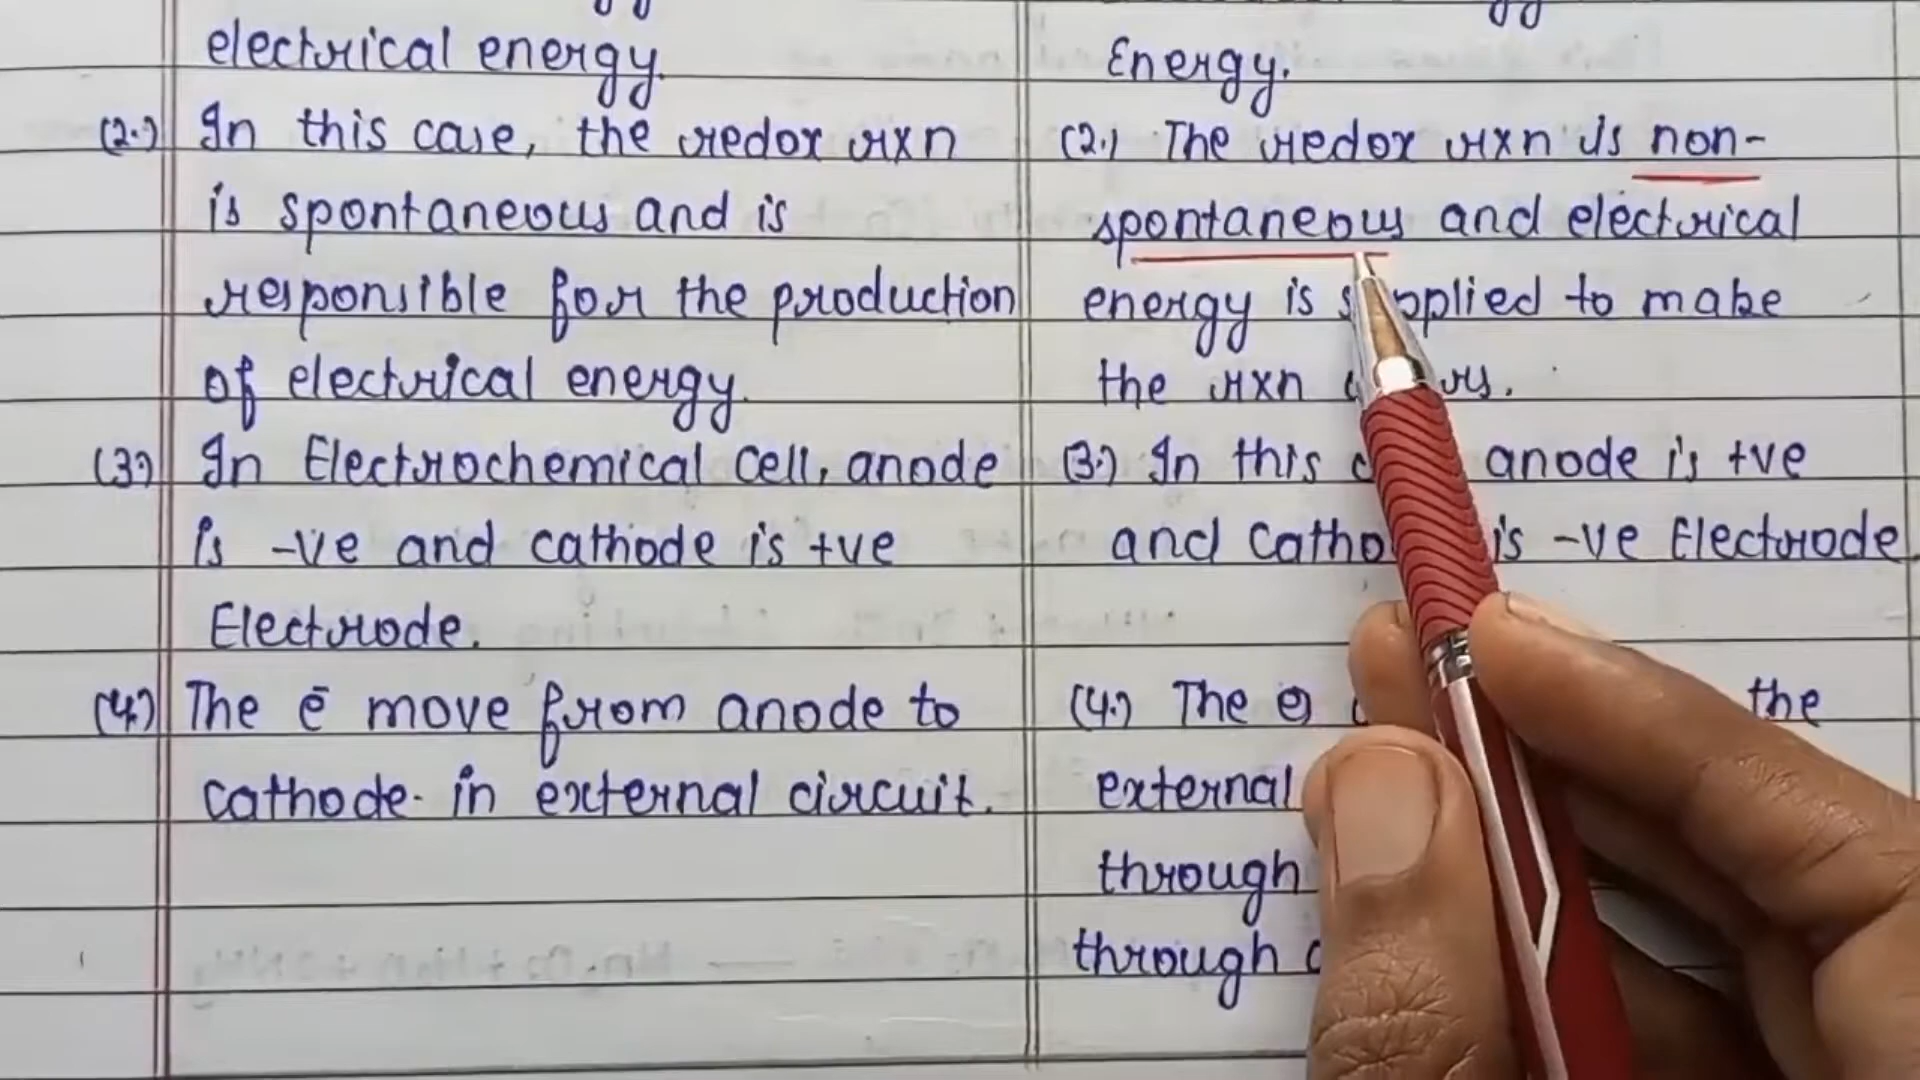 electrical energy.
(2.) In this case, the redox rxn
is spontaneous and is
responsible for the production
of electrical energy.
(3.) In Electrochemical cell, anode
is -ve and cathode is +ve
Electrode.
(4.) The ē move from anode to
cathode in external circuit.
Energy.
(2.) The redox rxn is non-
spontaneous and electrical
energy is supplied to make
the rxn
(3.) In this anode is +ve
and is -ve Electrode
(4.) The the
external
through
through